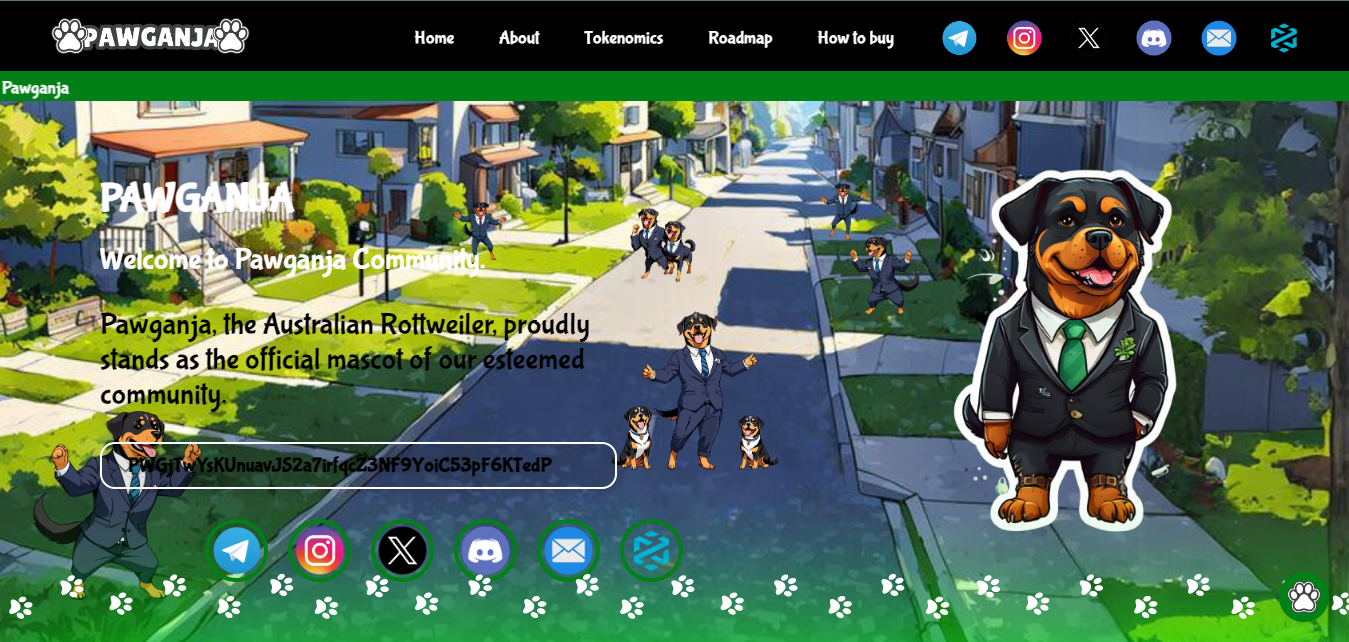 PAWGANJA
Home
About
Tokenomics
Roadmap
How to buy
Pawganja
PAWGANJA
Welcome to Pawganja Community.
Pawganja, the Australian Rottweiler, proudly
stands as the official mascot of our esteemed
community.
PWGjTwYsKUnuavJS2a7irfqcZ3NF9YoiC53pF6KTedP